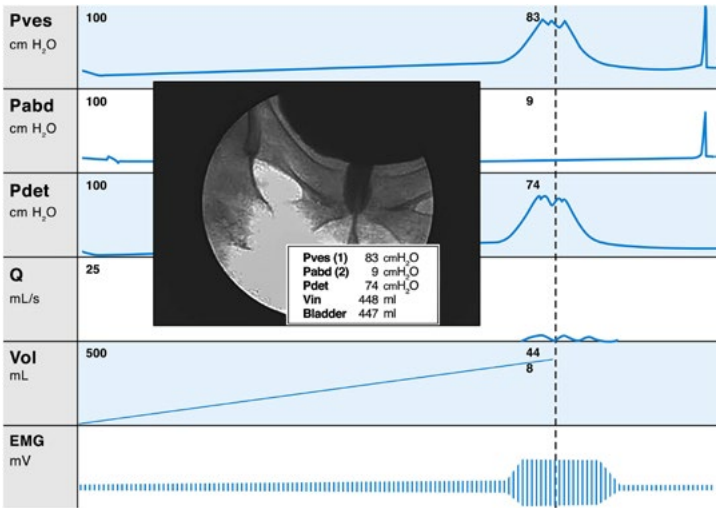 Pves
cm H₂O
100
83
Pabd
cm H₂O
100
9
Pdet
cm H₂O
100
74
Pves (1) 83 cmH₂O
Pabd (2) 9 cmH₂O
Pdet 74 cmH₂O
Vin 448 ml
Bladder 447 ml
Q
mL/s
25
Vol
mL
500
44
8
EMG
mV